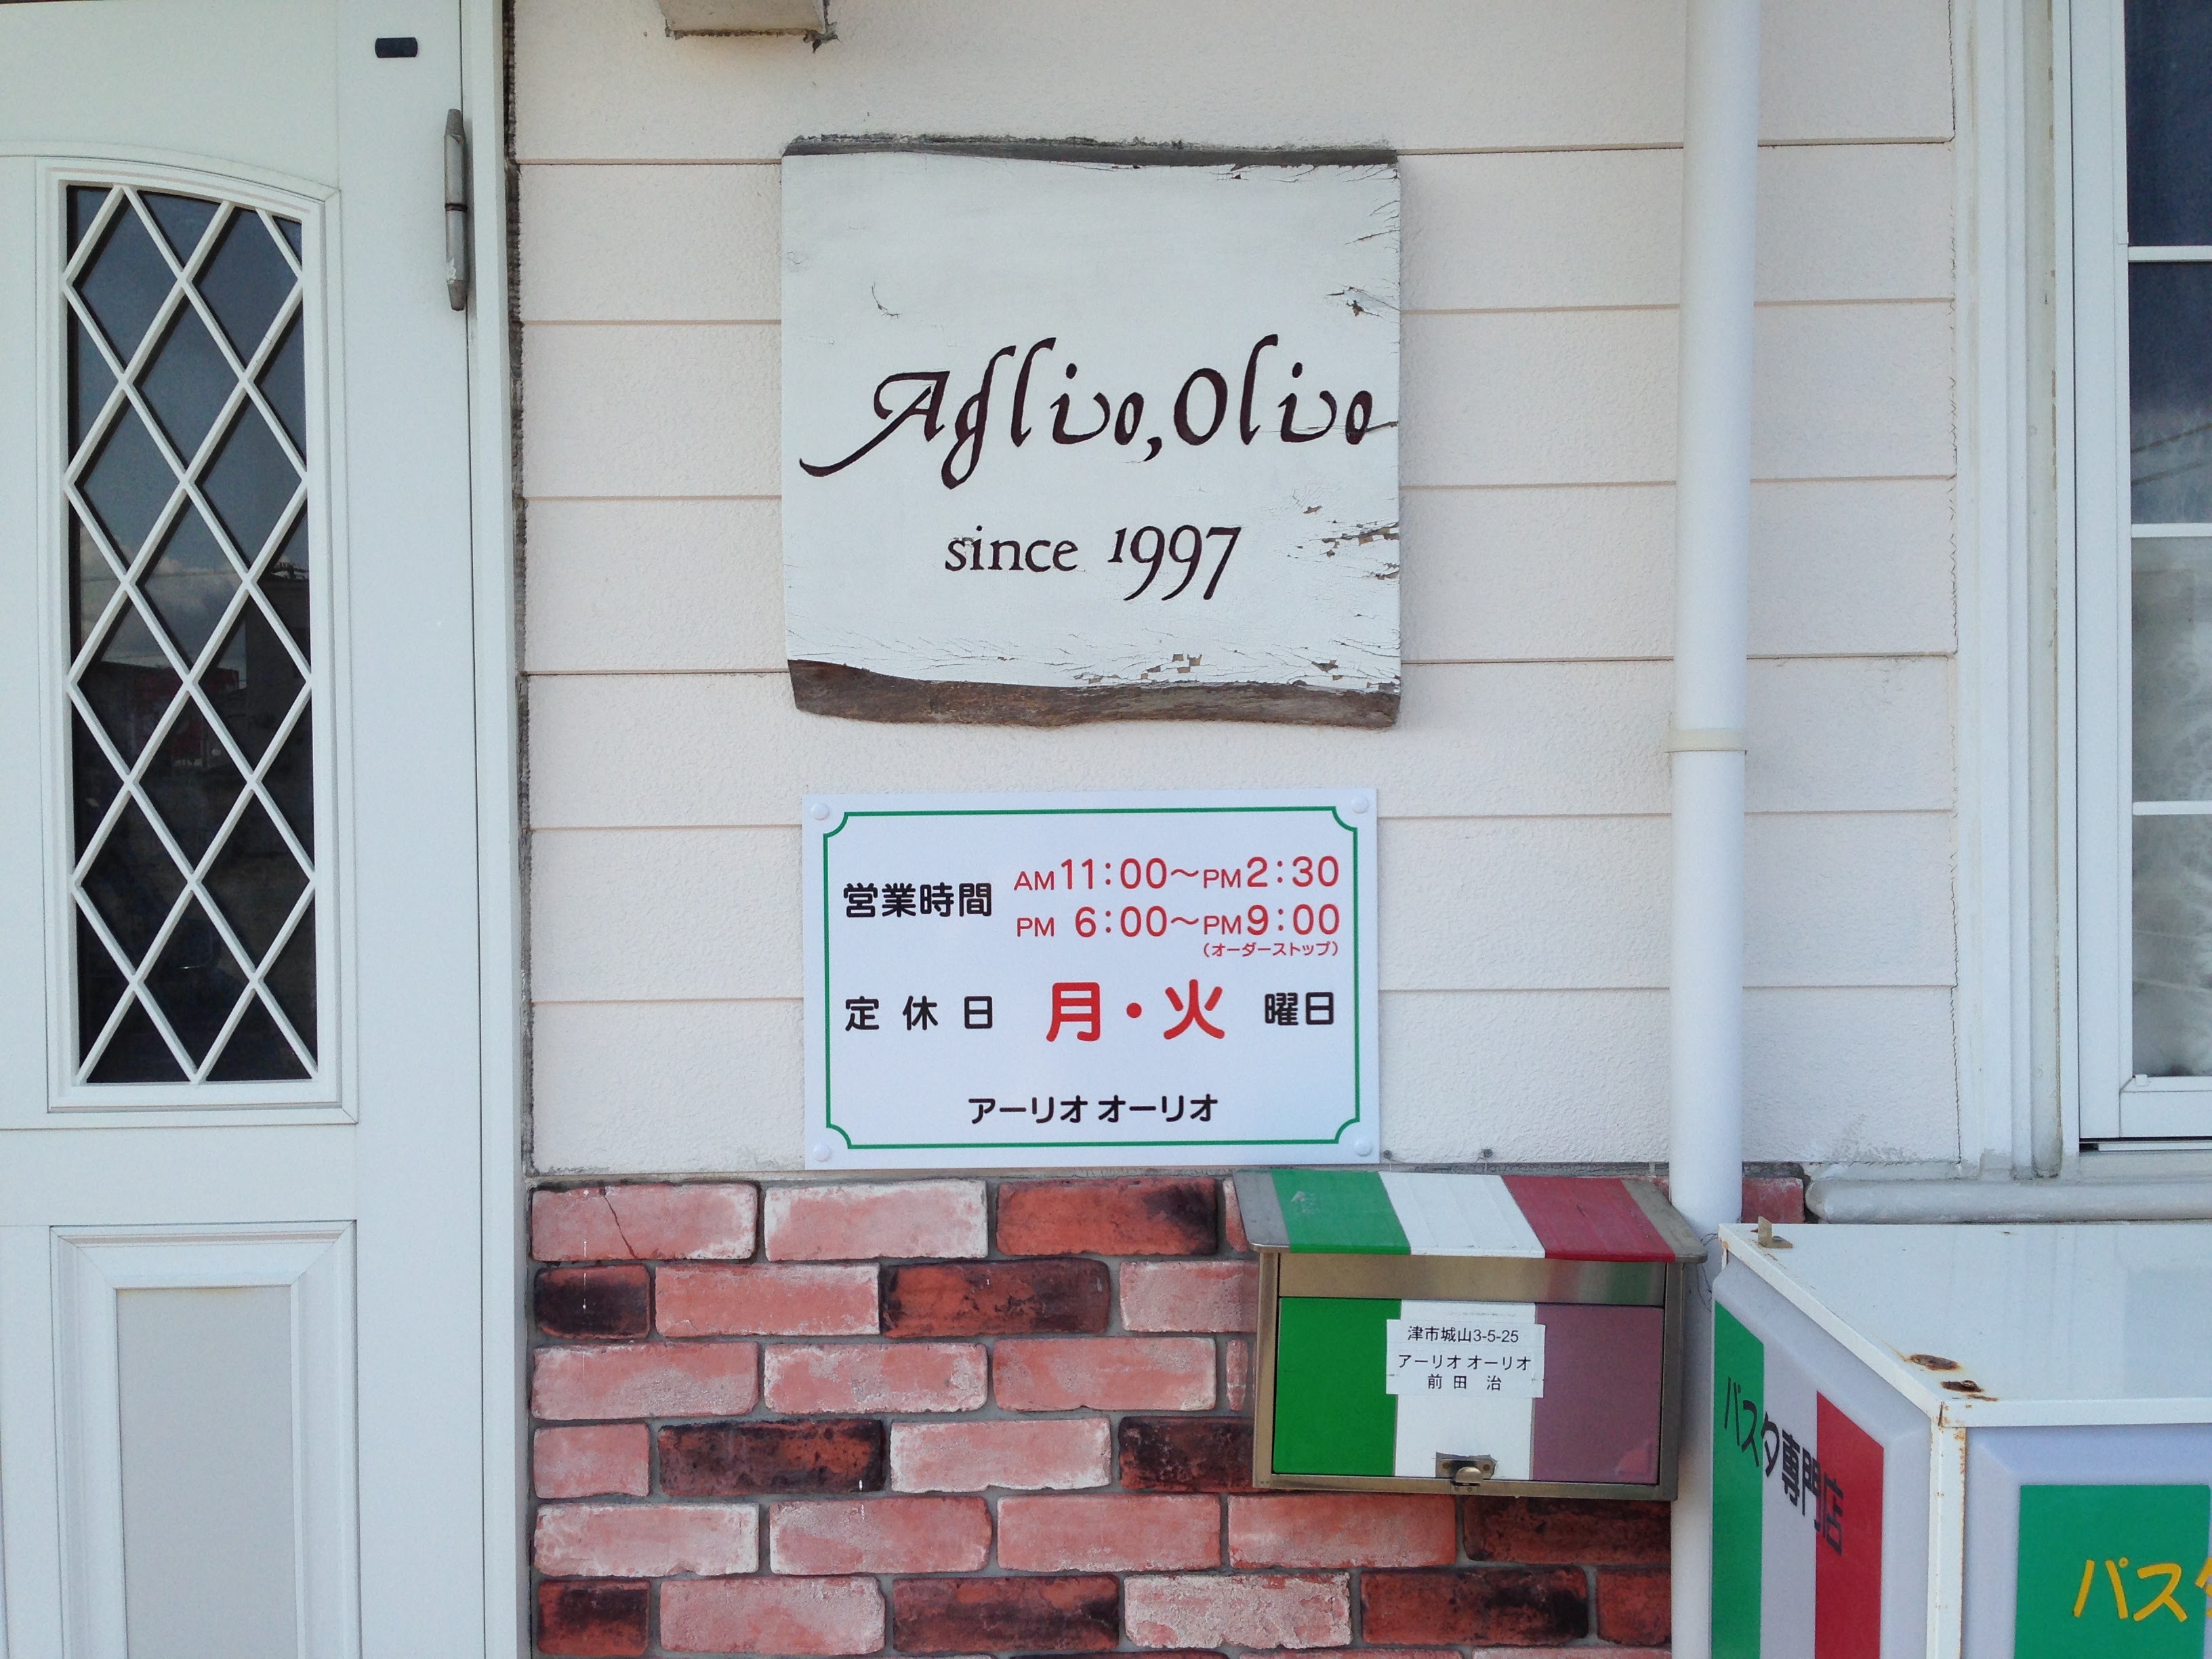 Aglio, Olio
since 1997
営業時間 AM11:00～PM2:30
PM 6:00～PM9:00
(オーダーストップ)
定休日 月・火 曜日
アーリオ オーリオ
津市城山3-5-25
アーリオ オーリオ
前田 治
パスタ専門店
パス